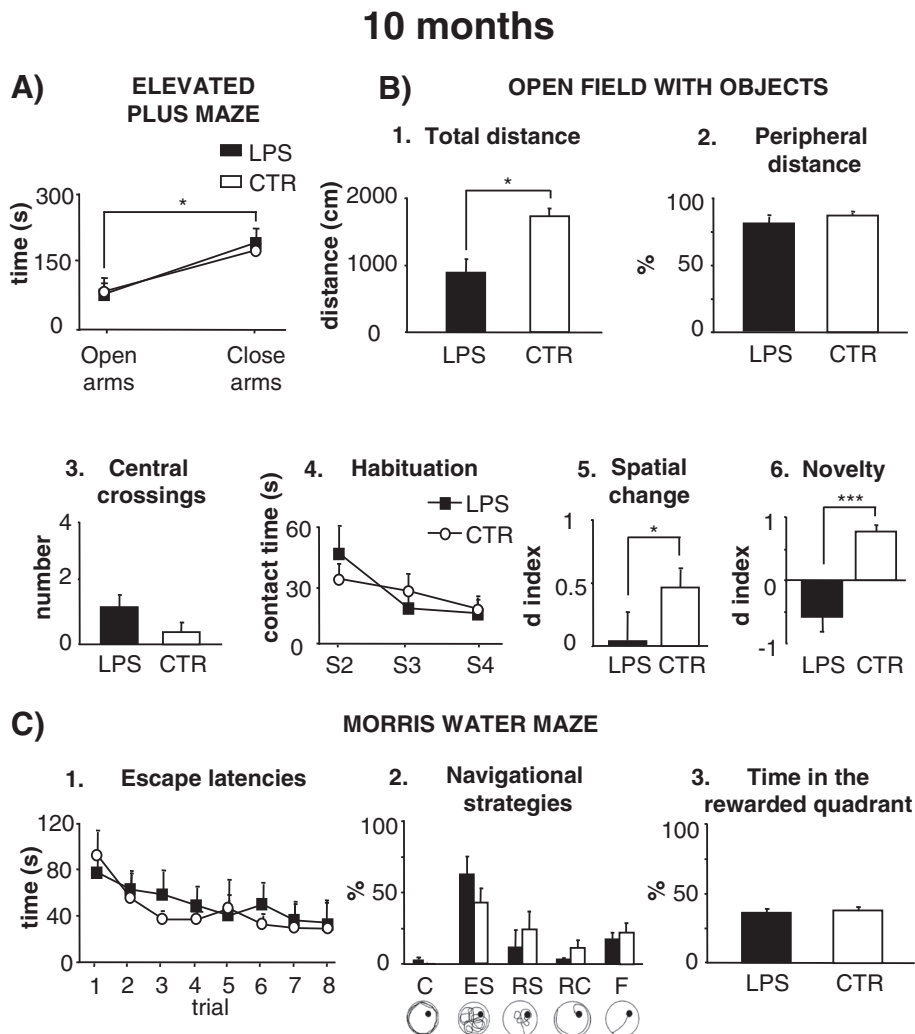 10 months
A) ELEVATED PLUS MAZE
LPS
CTR
time (s)
300
150
0
*
Open arms
Close arms
B) OPEN FIELD WITH OBJECTS
1. Total distance
distance (cm)
2000
1000
0
*
LPS CTR
2. Peripheral distance
%
100
50
0
LPS CTR
3. Central crossings
number
4
2
0
LPS CTR
4. Habituation
contact time (s)
60
30
0
LPS
CTR
S2 S3 S4
5. Spatial change
d index
1
0.5
0
*
LPS CTR
6. Novelty
d index
1
0
-1
***
LPS CTR
C) MORRIS WATER MAZE
1. Escape latencies
time (s)
120
80
40
0
1 2 3 4 5 6 7 8
trial
2. Navigational strategies
%
100
50
0
C ES RS RC F
3. Time in the rewarded quadrant
%
100
50
0
LPS CTR